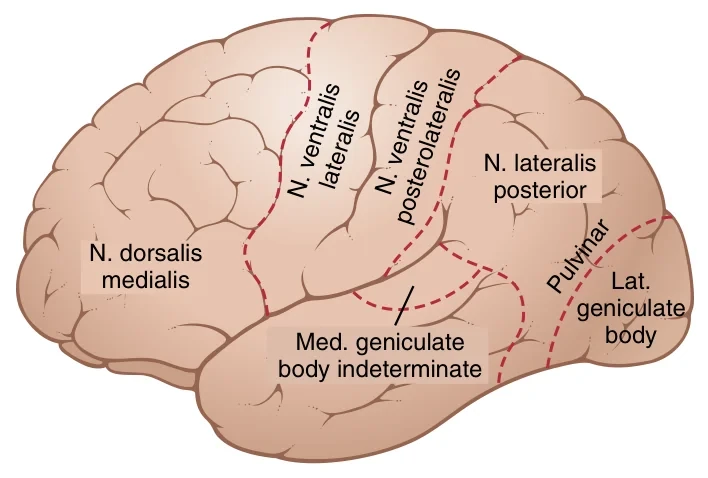 N. ventralis
lateralis
N. ventralis
posterolateralis
N. lateralis
posterior
N. dorsalis
medialis
Pulvinar
Lat.
geniculate
body
Med. geniculate
body indeterminate